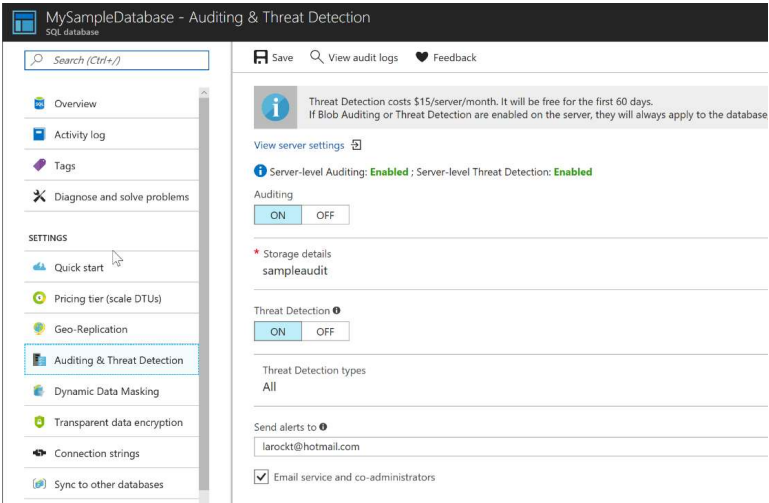 MySampleDatabase - Auditing & Threat Detection
SQL database
Search (Ctrl+/)
Overview
Activity log
Tags
Diagnose and solve problems
SETTINGS
Quick start
Pricing tier (scale DTUs)
Geo-Replication
Auditing & Threat Detection
Dynamic Data Masking
Transparent data encryption
Connection strings
Sync to other databases
Save View audit logs Feedback
Threat Detection costs $15/server/month. It will be free for the first 60 days.
If Blob Auditing or Threat Detection are enabled on the server, they will always apply to the database,
View server settings
Server-level Auditing: Enabled ; Server-level Threat Detection: Enabled
Auditing
ON OFF
* Storage details
sampleaudit
Threat Detection
ON OFF
Threat Detection types
All
Send alerts to
larockt@hotmail.com
Email service and co-administrators